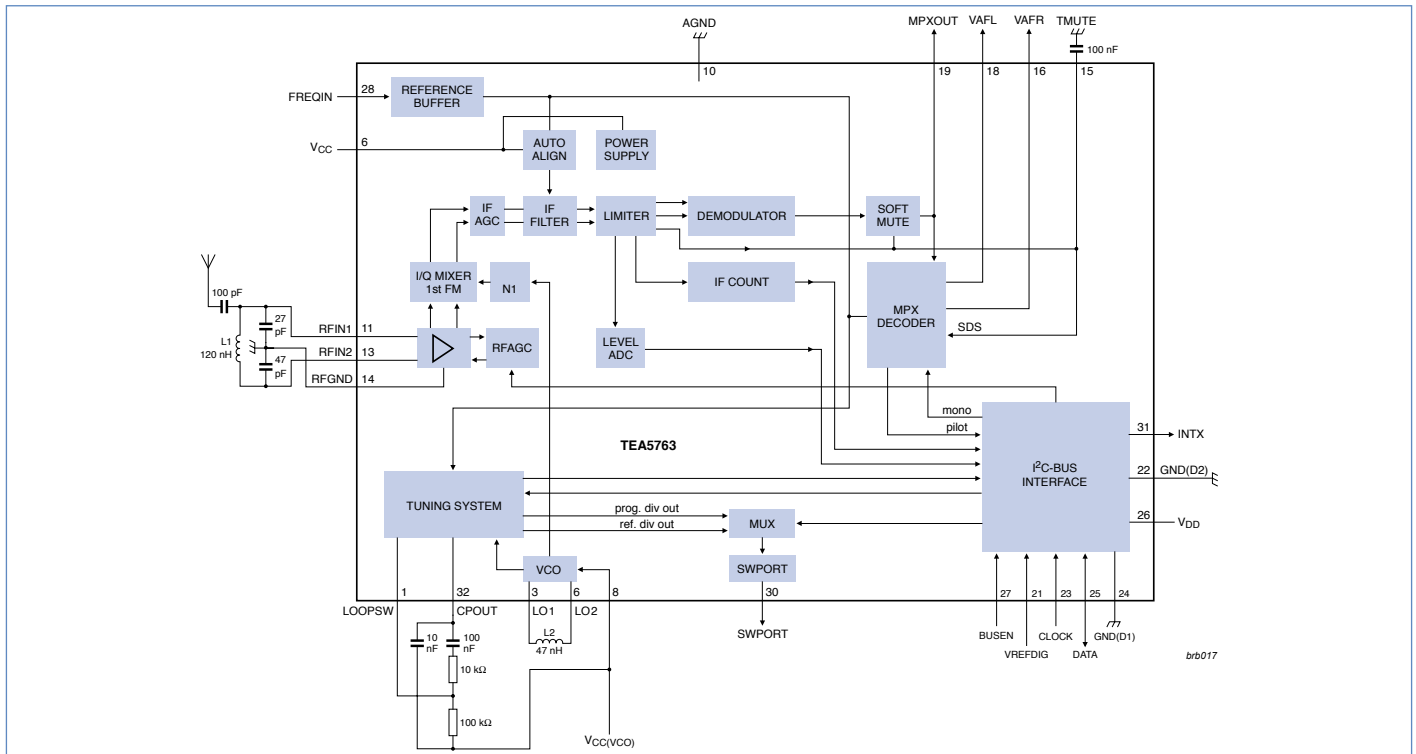 AGND
MPXOUT VAFL VAFR TMUTE
100 nF
10 19 18 16 15
FREQIN 28 REFERENCE
BUFFER
VCC 6
AUTO
ALIGN
POWER
SUPPLY
IF
AGC
IF
FILTER
LIMITER
DEMODULATOR
SOFT
MUTE
I/Q MIXER
1st FM
N1
IF COUNT
MPX
DECODER
SDS
100 pF
27
pF
L1
120 nH
47
pF
RFIN1 11
RFIN2 13
RFGND 14
RFAGC
LEVEL
ADC
mono
pilot
TEA5763
I²C-BUS
INTERFACE
31 INTX
22 GND(D2)
26 VDD
TUNING SYSTEM
prog. div out
ref. div out
MUX
SWPORT
VCO
1 32 3 6 8 30
LOOPSW CPOUT LO1 LO2
SWPORT
27 21 23 25 24
BUSEN CLOCK GND(D1)
VREFDIG DATA
L2
47 nH
10
nF
100
nF
10 kΩ
100 kΩ
VCC(VCO)
brb017